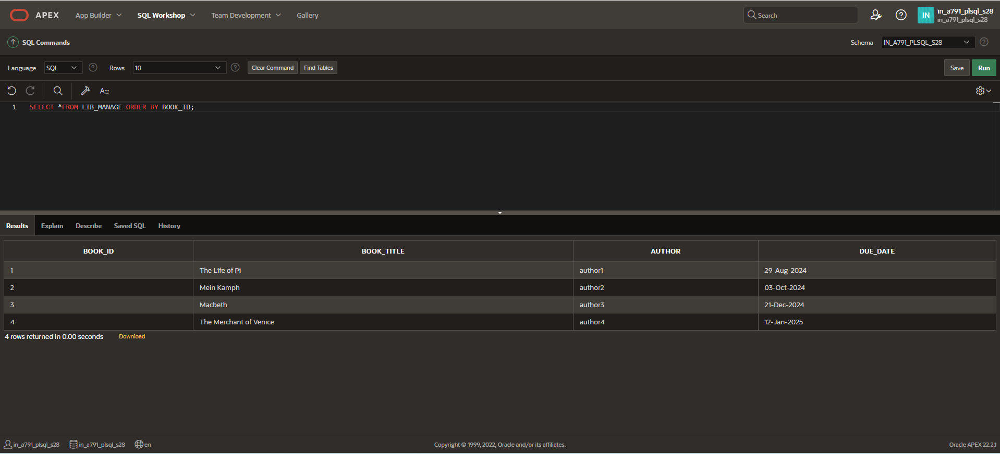 APEX App Builder SQL Workshop Team Development Gallery Search IN in_a791_plsql_s28
in_a791_plsql_s28
SQL Commands Schema IN_A791_PLSQL_S28
Language SQL Rows 10 Clear Command Find Tables Save Run
A::
1 SELECT *FROM LIB_MANAGE ORDER BY BOOK_ID;
Results Explain Describe Saved SQL History
BOOK_ID BOOK_TITLE AUTHOR DUE_DATE
1 The Life of Pi author1 29-Aug-2024
2 Mein Kamph author2 03-Oct-2024
3 Macbeth author3 21-Dec-2024
4 The Merchant of Venice author4 12-Jan-2025
4 rows returned in 0.00 seconds Download
in_a791_plsql_s28 in_a791_plsql_s28 en Copyright © 1999, 2022, Oracle and/or its affiliates. Oracle APEX 22.2.1